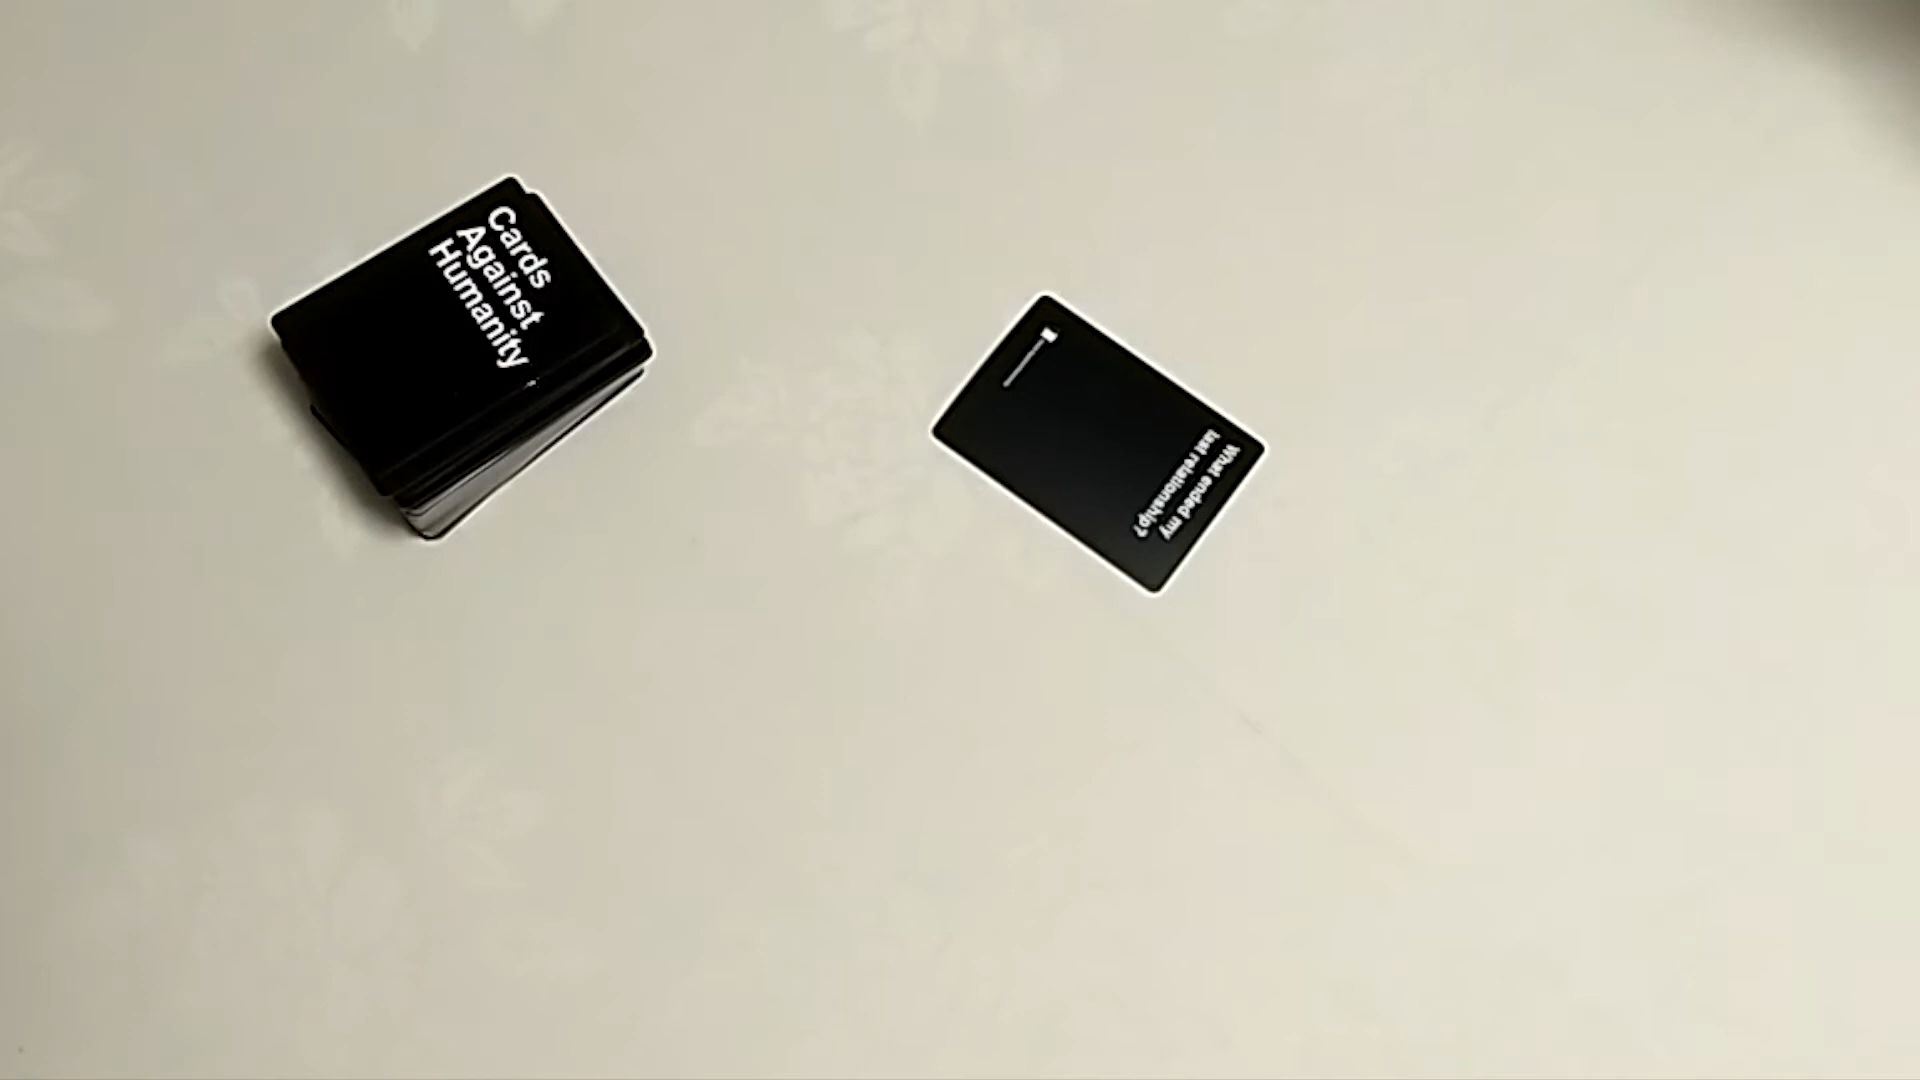 Cards
Against
Humanity
What ended my
last relationship?